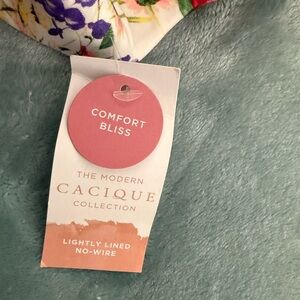 COMFORT
BLISS
THE MODERN
CACIQUE
COLLECTION
LIGHTLY LINED
NO-WIRE